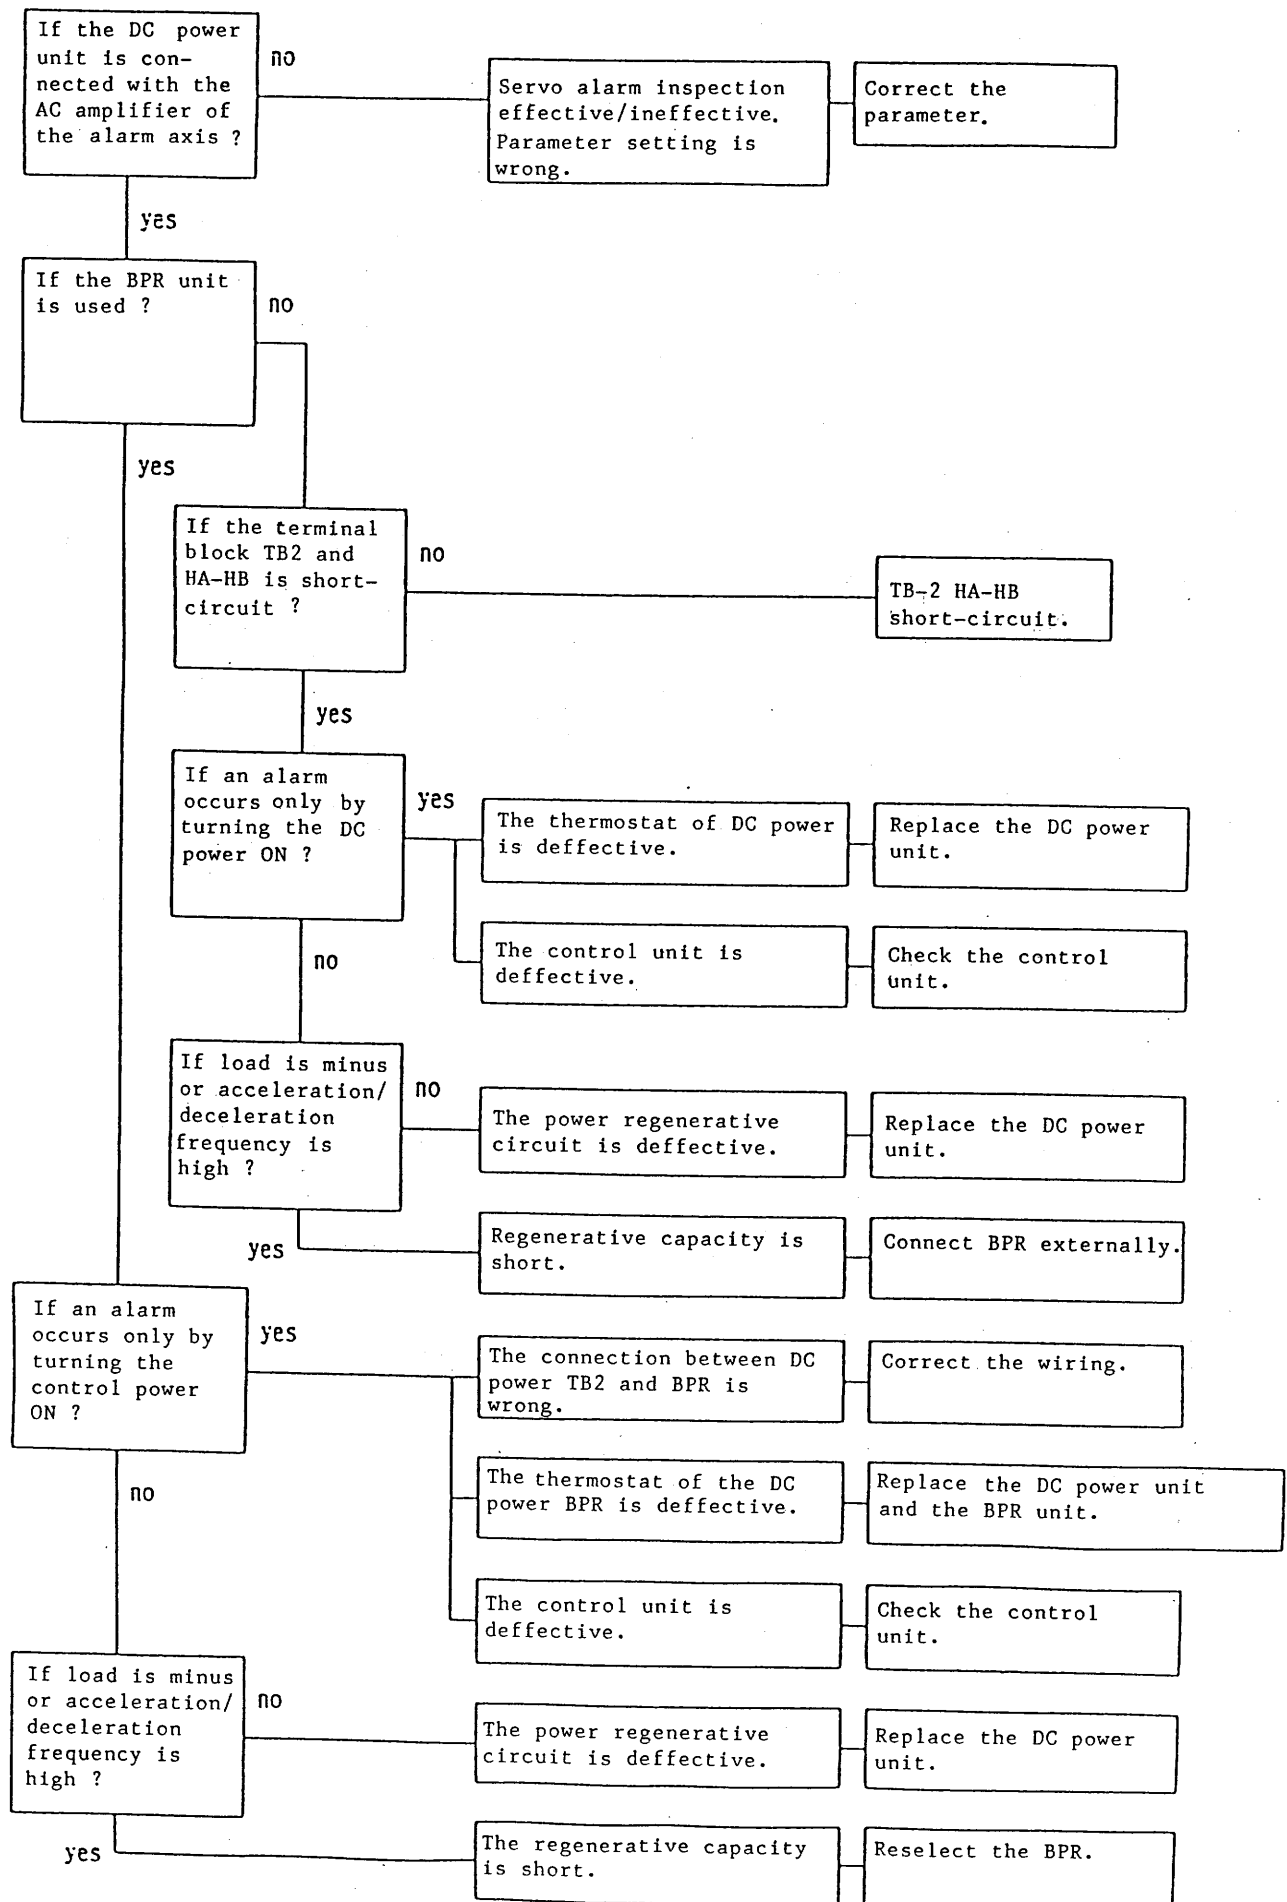 If the DC power
unit is con-
nected with the
AC amplifier of
the alarm axis ?
no
Servo alarm inspection
effective/ineffective.
Parameter setting is
wrong.
Correct the
parameter.
yes
If the BPR unit
is used ?
no
yes
If the terminal
block TB2 and
HA-HB is short-
circuit ?
no
TB-2 HA-HB
short-circuit.
yes
If an alarm
occurs only by
turning the DC
power ON ?
yes
The thermostat of DC power
is deffective.
Replace the DC power
unit.
The control unit is
deffective.
Check the control
unit.
no
If load is minus
or acceleration/
deceleration
frequency is
high ?
no
The power regenerative
circuit is deffective.
Replace the DC power
unit.
yes
Regenerative capacity is
short.
Connect BPR externally.
If an alarm
occurs only by
turning the
control power
ON ?
yes
The connection between DC
power TB2 and BPR is
wrong.
Correct the wiring.
The thermostat of the DC
power BPR is deffective.
Replace the DC power unit
and the BPR unit.
The control unit is
deffective.
Check the control
unit.
no
If load is minus
or acceleration/
deceleration
frequency is
high ?
no
The power regenerative
circuit is deffective.
Replace the DC power
unit.
yes
The regenerative capacity
is short.
Reselect the BPR.